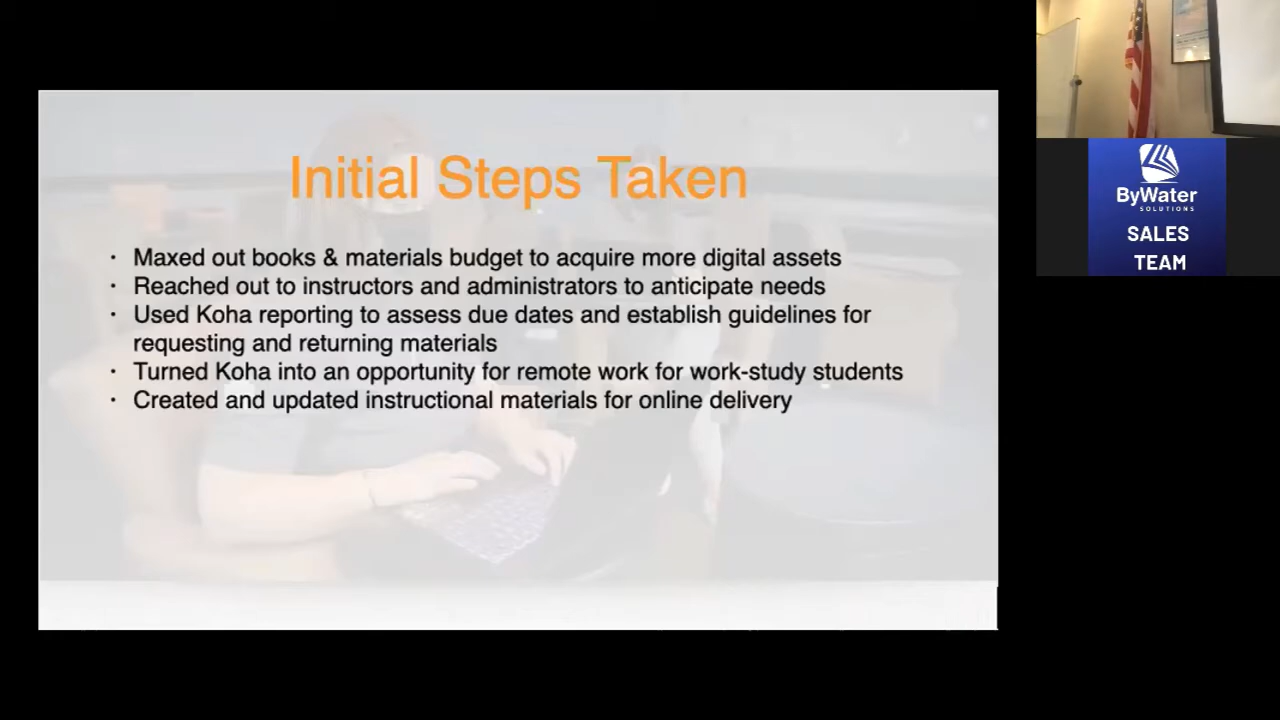 Initial Steps Taken
· Maxed out books & materials budget to acquire more digital assets
· Reached out to instructors and administrators to anticipate needs
· Used Koha reporting to assess due dates and establish guidelines for
requesting and returning materials
· Turned Koha into an opportunity for remote work for work-study students
· Created and updated instructional materials for online delivery
ByWater
SOLUTIONS
SALES
TEAM